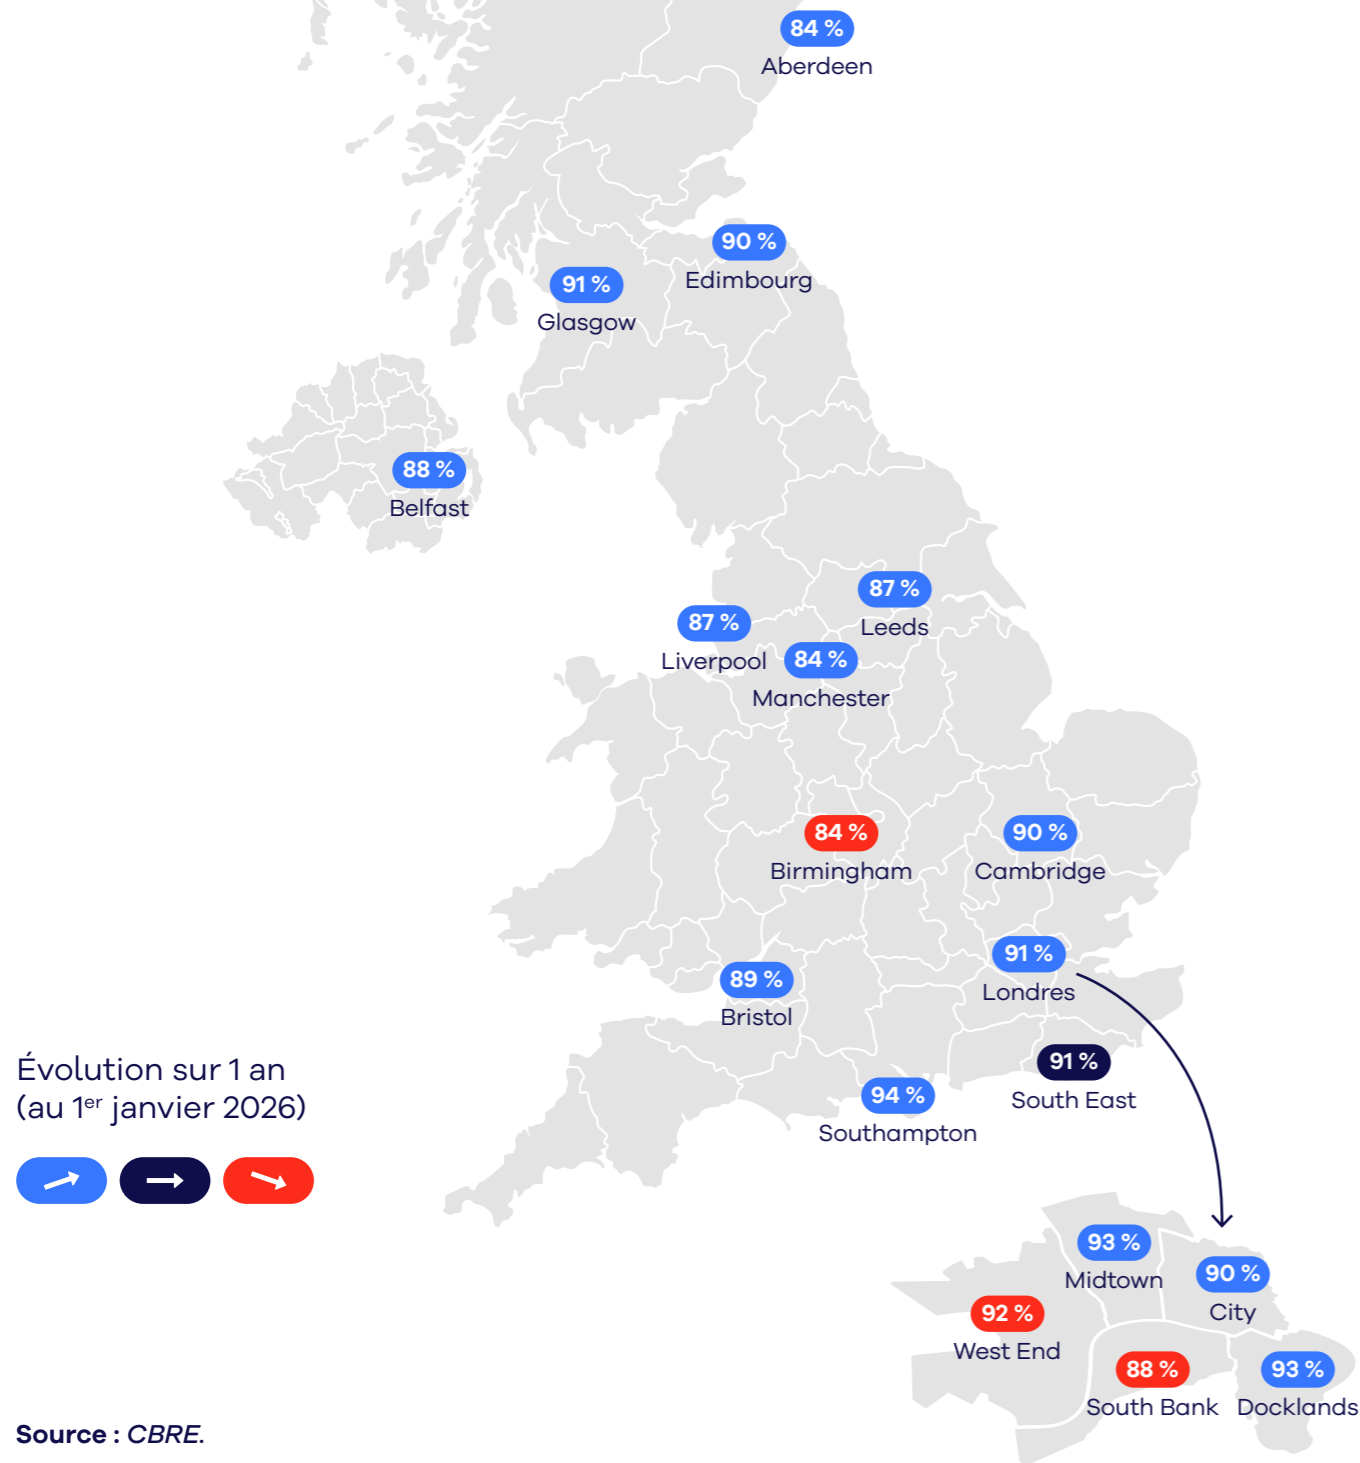 84 %
Aberdeen
90 %
Edimbourg
91 %
Glasgow
88 %
Belfast
87 %
Leeds
87 %
Liverpool
84 %
Manchester
84 %
Birmingham
90 %
Cambridge
91 %
Londres
89 %
Bristol
91 %
South East
94 %
Southampton
Évolution sur 1 an
(au 1er janvier 2026)
93 %
Midtown
90 %
City
92 %
West End
88 %
South Bank
93 %
Docklands
Source : CBRE.